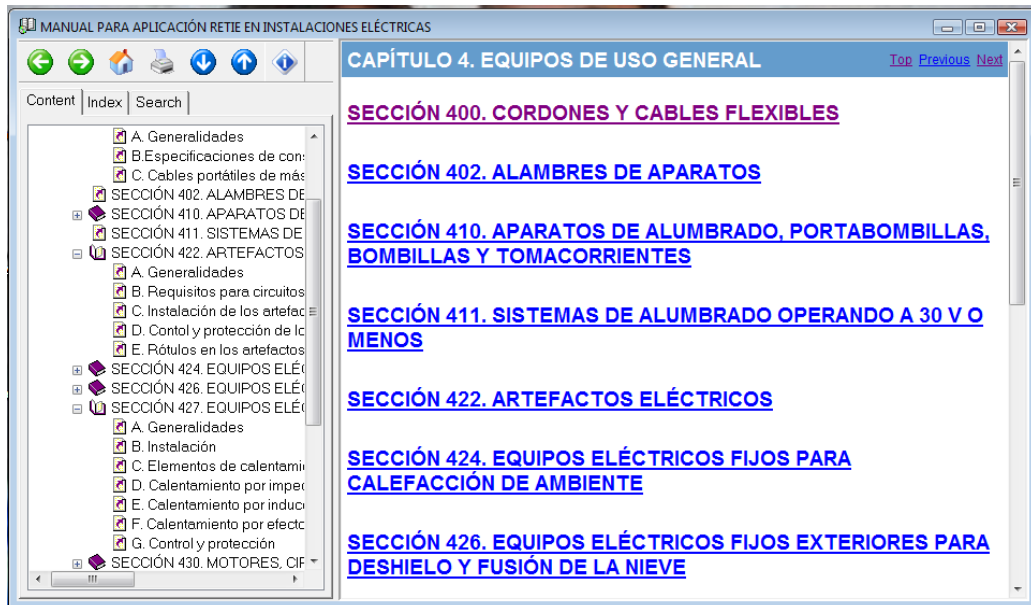 MANUAL PARA APLICACIÓN RETIE EN INSTALACIONES ELÉCTRICAS
Content Index Search
A. Generalidades
B.Especificaciones de con
C. Cables portátiles de más
SECCIÓN 402. ALAMBRES DE
SECCIÓN 410. APARATOS DE
SECCIÓN 411. SISTEMAS DE
SECCIÓN 422. ARTEFACTOS
A. Generalidades
B. Requisitos para circuitos
C. Instalación de los artefac
D. Contol y protección de lo
E. Rótulos en los artefactos
SECCIÓN 424. EQUIPOS ELÉ
SECCIÓN 426. EQUIPOS ELÉ
SECCIÓN 427. EQUIPOS ELÉ
A. Generalidades
B. Instalación
C. Elementos de calentami
D. Calentamiento por impe
E. Calentamiento por induc
F. Calentamiento por efecto
G. Control y protección
SECCIÓN 430. MOTORES, CIR
CAPÍTULO 4. EQUIPOS DE USO GENERAL
Top Previous Next
SECCIÓN 400. CORDONES Y CABLES FLEXIBLES
SECCIÓN 402. ALAMBRES DE APARATOS
SECCIÓN 410. APARATOS DE ALUMBRADO, PORTABOMBILLAS,
BOMBILLAS Y TOMACORRIENTES
SECCIÓN 411. SISTEMAS DE ALUMBRADO OPERANDO A 30 V O
MENOS
SECCIÓN 422. ARTEFACTOS ELÉCTRICOS
SECCIÓN 424. EQUIPOS ELÉCTRICOS FIJOS PARA
CALEFACCIÓN DE AMBIENTE
SECCIÓN 426. EQUIPOS ELÉCTRICOS FIJOS EXTERIORES PARA
DESHIELO Y FUSIÓN DE LA NIEVE